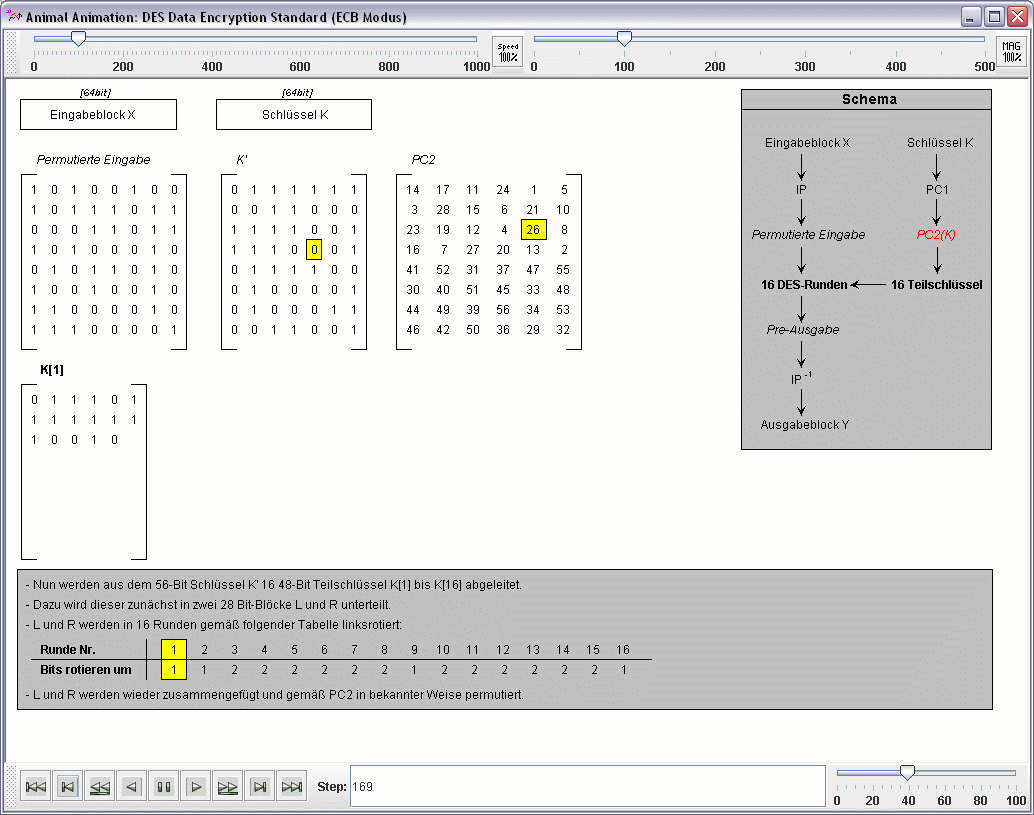 Animal Animation: DES Data Encryption Standard (ECB Modus)
Speed 100%
MAG 100%
0 200 400 600 800 1000
0 100 200 300 400 500
[64bit] [64bit]
Eingabeblock X Schlüssel K
Permutierte Eingabe K' PC2
1 0 1 0 0 1 0 0 0 1 1 1 1 1 1 14 17 11 24 1 5
1 0 1 1 1 0 1 1 0 0 1 1 0 0 0 3 28 15 6 21 10
0 0 0 1 1 0 1 0 0 1 1 1 0 0 1 23 19 12 4 26 8
1 0 1 0 0 0 0 1 1 1 1 0 0 0 1 16 7 27 20 13 2
0 1 0 1 1 0 1 0 1 1 1 1 1 0 0 41 52 31 37 47 55
1 0 0 0 1 0 1 0 1 0 0 0 0 0 1 30 40 51 45 33 48
1 1 0 0 0 0 1 0 1 0 0 0 0 0 1 44 49 39 56 34 53
1 1 1 0 0 0 0 1 0 0 1 1 0 0 1 46 42 50 36 29 32
K[1]
0 1 1 1 0 1
1 1 1 1 1 1
1 0 0 1 0
Schema
Eingabeblock X Schlüssel K
IP PC1
Permutierte Eingabe PC2(K)
16 DES-Runden 16 Teilschlüssel
Pre-Ausgabe
IP -1
Ausgabeblock Y
- Nun werden aus dem 56-Bit Schlüssel K' 16 48-Bit Teilschlüssel K[1] bis K[16] abgeleitet.
- Dazu wird dieser zunächst in zwei 28 Bit-Blöcke L und R unterteilt.
- L und R werden in 16 Runden gemäß folgender Tabelle linksrotiert:
Runde Nr. 1 2 3 4 5 6 7 8 9 10 11 12 13 14 15 16
Bits rotieren um 1 1 2 2 2 2 2 2 1 2 2 2 2 2 2 1
- L und R werden wieder zusammengefügt und gemäß PC2 in bekannter Weise permutiert.
Step: 169
0 20 40 60 80 100